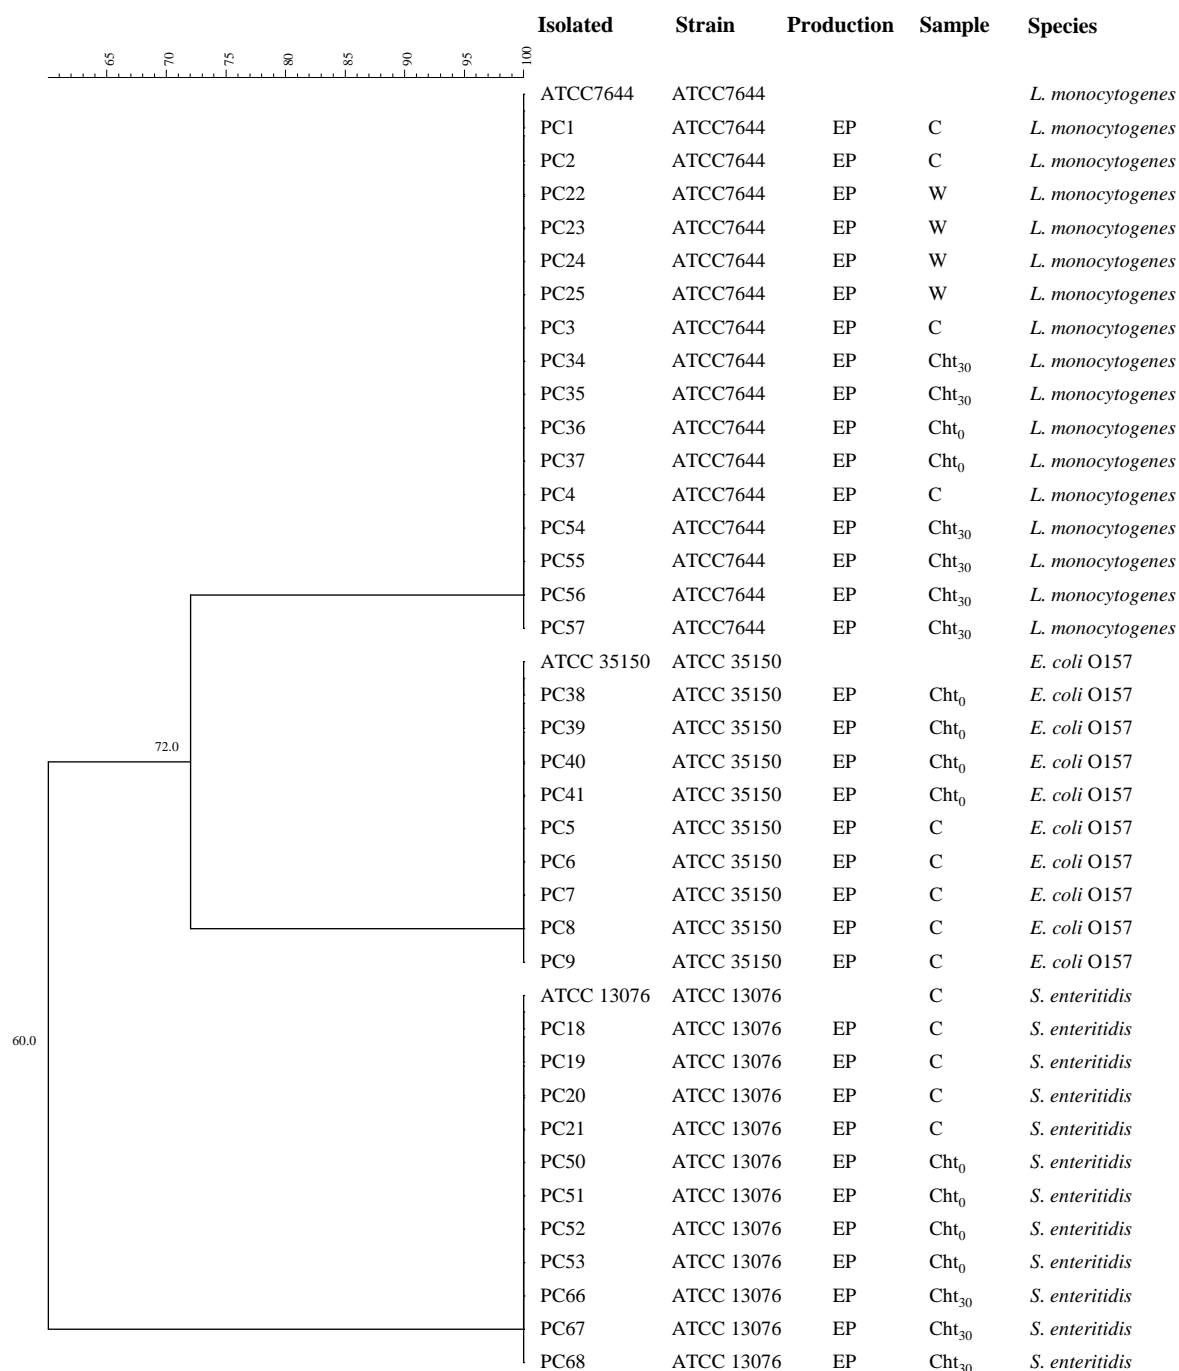 Isolated Strain Production Sample Species
65 70 75 80 85 90 95 100
ATCC7644 ATCC7644 L. monocytogenes
PC1 ATCC7644 EP C L. monocytogenes
PC2 ATCC7644 EP C L. monocytogenes
PC22 ATCC7644 EP W L. monocytogenes
PC23 ATCC7644 EP W L. monocytogenes
PC24 ATCC7644 EP W L. monocytogenes
PC25 ATCC7644 EP W L. monocytogenes
PC3 ATCC7644 EP C L. monocytogenes
PC34 ATCC7644 EP Cht30 L. monocytogenes
PC35 ATCC7644 EP Cht30 L. monocytogenes
PC36 ATCC7644 EP Cht0 L. monocytogenes
PC37 ATCC7644 EP Cht0 L. monocytogenes
PC4 ATCC7644 EP C L. monocytogenes
PC54 ATCC7644 EP Cht30 L. monocytogenes
PC55 ATCC7644 EP Cht30 L. monocytogenes
PC56 ATCC7644 EP Cht30 L. monocytogenes
PC57 ATCC7644 EP Cht30 L. monocytogenes
ATCC 35150 ATCC 35150 E. coli O157
PC38 ATCC 35150 EP Cht0 E. coli O157
PC39 ATCC 35150 EP Cht0 E. coli O157
72.0
PC40 ATCC 35150 EP Cht0 E. coli O157
PC41 ATCC 35150 EP Cht0 E. coli O157
PC5 ATCC 35150 EP C E. coli O157
PC6 ATCC 35150 EP C E. coli O157
PC7 ATCC 35150 EP C E. coli O157
PC8 ATCC 35150 EP C E. coli O157
PC9 ATCC 35150 EP C E. coli O157
ATCC 13076 ATCC 13076 C S. enteritidis
PC18 ATCC 13076 EP C S. enteritidis
60.0
PC19 ATCC 13076 EP C S. enteritidis
PC20 ATCC 13076 EP C S. enteritidis
PC21 ATCC 13076 EP C S. enteritidis
PC50 ATCC 13076 EP Cht0 S. enteritidis
PC51 ATCC 13076 EP Cht0 S. enteritidis
PC52 ATCC 13076 EP Cht0 S. enteritidis
PC53 ATCC 13076 EP Cht0 S. enteritidis
PC66 ATCC 13076 EP Cht30 S. enteritidis
PC67 ATCC 13076 EP Cht30 S. enteritidis
PC68 ATCC 13076 EP Cht30 S. enteritidis